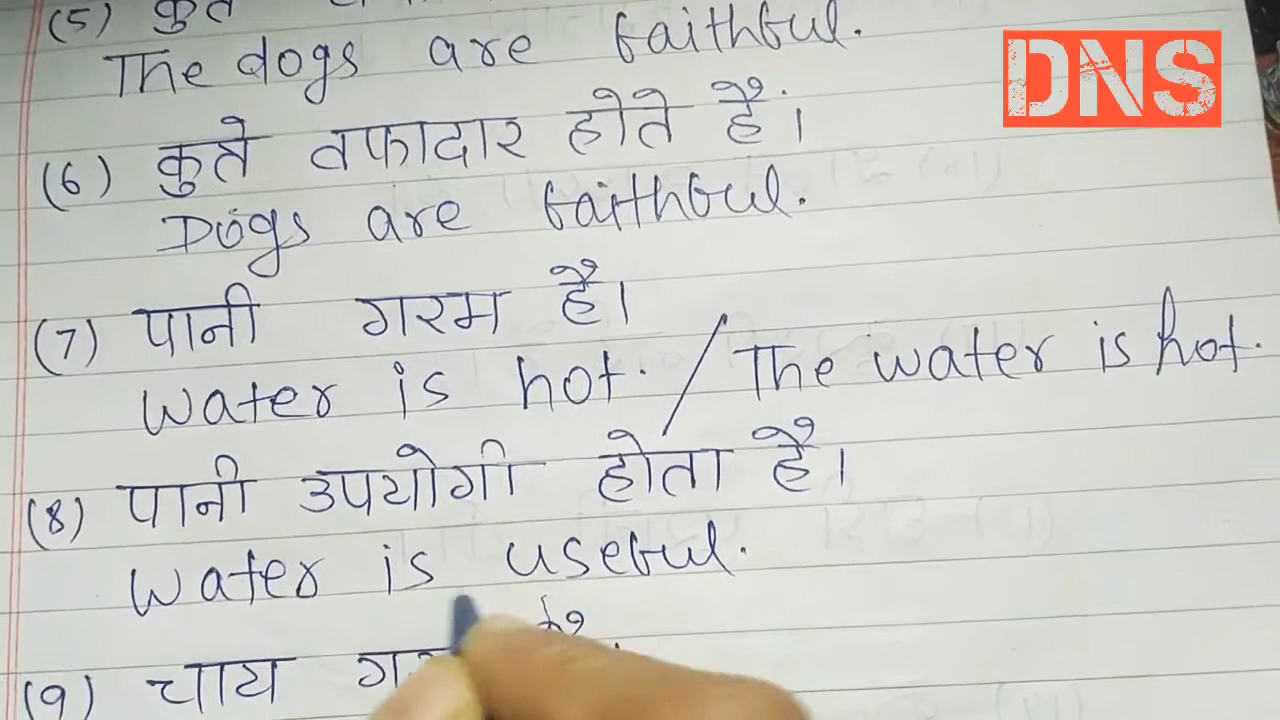 (5) कुत
The dogs are faithful.
DNS
(6) कुत्ते वफादार होते हैं।
Dogs are faithful.
(7) पानी गरम है।
Water is hot. / The water is hot.
(8) पानी उपयोगी होता है।
Water is useful.
(9) चाय